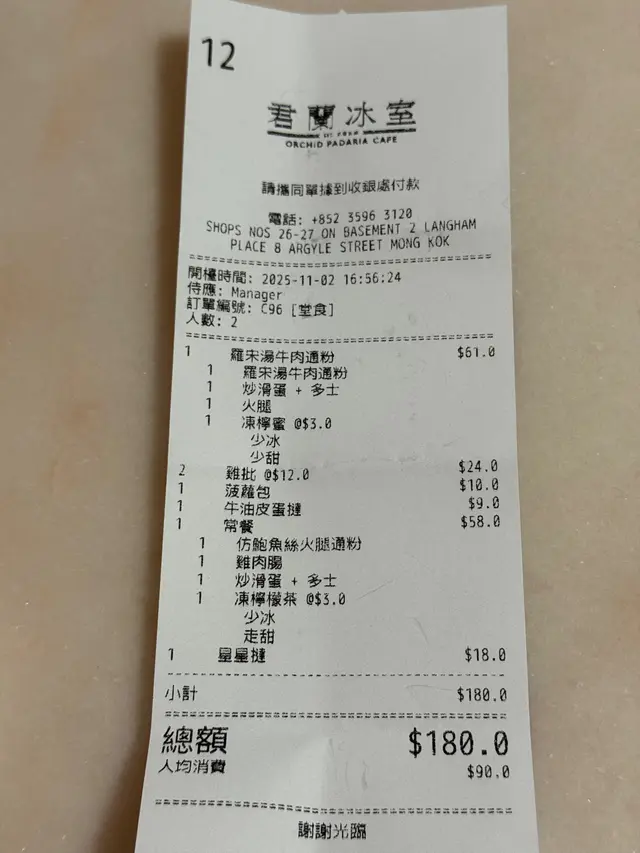 12
君蘭冰室
ORCHID PADARIA CAFE
請攜同單據到收銀處付款
電話: +852 3596 3120
SHOPS NOS 26-27 ON BASEMENT 2 LANGHAM
PLACE 8 ARGYLE STREET MONG KOK
開檯時間: 2025-11-02 16:56:24
侍應: Manager
訂單編號: C96 [堂食]
人數: 2
1 羅宋湯牛肉通粉 $61.0
1 羅宋湯牛肉通粉
1 炒滑蛋 + 多士
1 火腿
1 凍檸蜜 @$3.0
少冰
少甜
2 雞批 @$12.0 $24.0
1 菠蘿包 $10.0
1 牛油皮蛋撻 $9.0
1 常餐 $58.0
1 仿鮑魚絲火腿通粉
1 雞肉腸
1 炒滑蛋 + 多士
1 凍檸檬茶 @$3.0
少冰
走甜
1 星星撻 $18.0
小計 $180.0
總額 $180.0
人均消費 $90.0
謝謝光臨